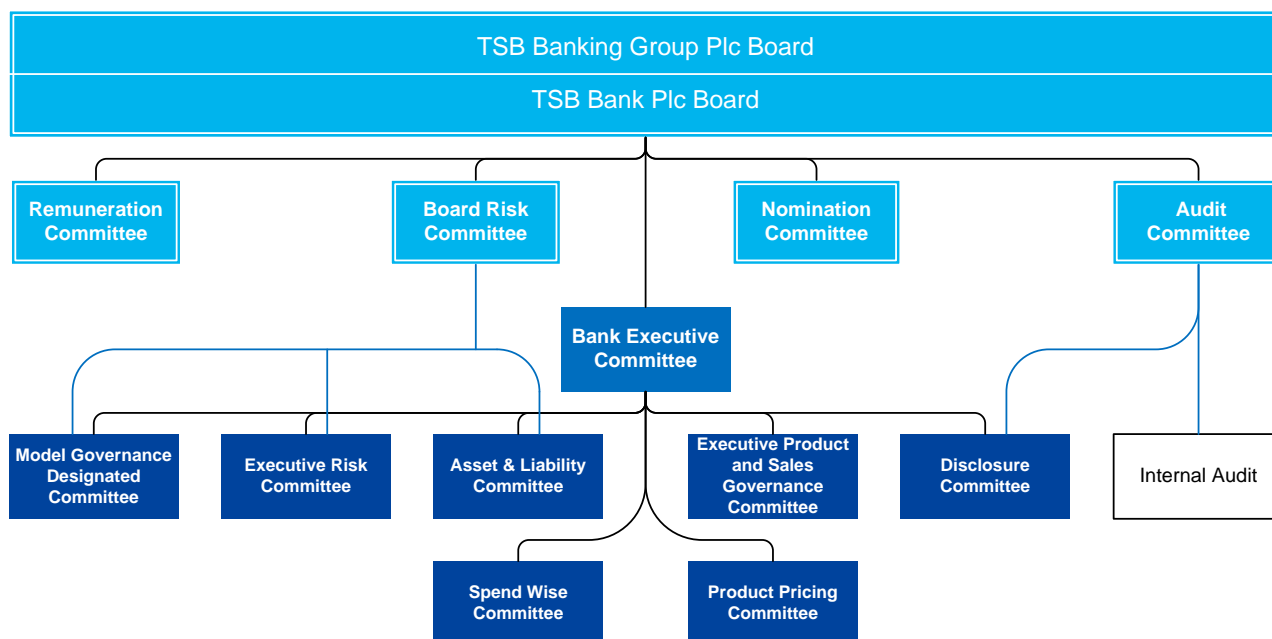 TSB Banking Group Plc Board
TSB Bank Plc Board
Remuneration
Committee
Board Risk
Committee
Nomination
Committee
Audit
Committee
Bank Executive
Committee
Model Governance
Designated
Committee
Executive Risk
Committee
Asset & Liability
Committee
Executive Product
and Sales
Governance
Committee
Disclosure
Committee
Internal Audit
Spend Wise
Committee
Product Pricing
Committee